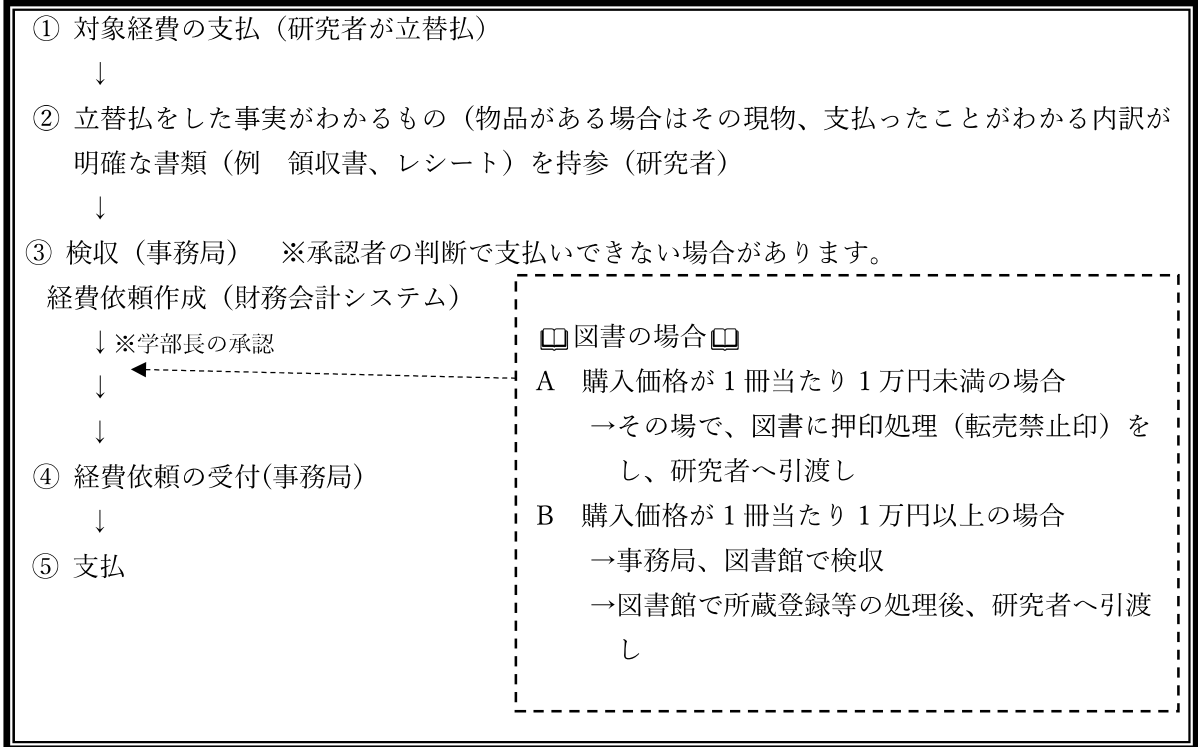 ① 対象経費の支払（研究者が立替払）
↓
② 立替払をした事実がわかるもの（物品がある場合はその現物、支払ったことがわかる内訳が
明確な書類（例　領収書、レシート）を持参（研究者）
↓
③ 検収（事務局）　※承認者の判断で支払いできない場合があります。
経費依頼作成（財務会計システム）
↓ ※学部長の承認
↓
↓
④ 経費依頼の受付(事務局)
↓
⑤ 支払
🕮図書の場合🕮
A　購入価格が 1 冊当たり 1 万円未満の場合
→その場で、図書に押印処理（転売禁止印）を
し、研究者へ引渡し
B　購入価格が 1 冊当たり 1 万円以上の場合
→事務局、図書館で検収
→図書館で所蔵登録等の処理後、研究者へ引渡
し